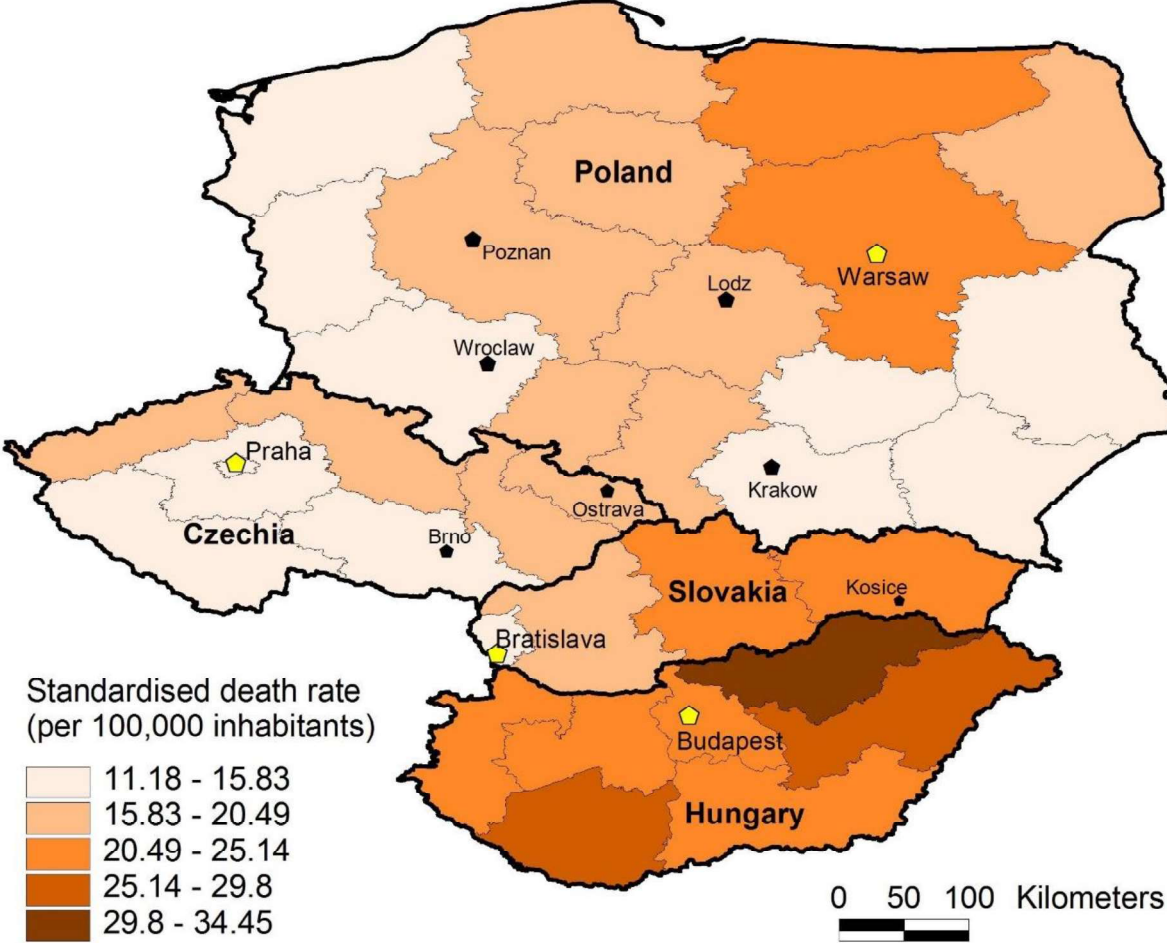 Poland
Poznan
Warsaw
Lodz
Wroclaw
Praha
Krakow
Ostrava
Czechia
Brno
Slovakia
Kosice
Bratislava
Standardised death rate
(per 100,000 inhabitants)
Budapest
11.18 - 15.83
15.83 - 20.49
Hungary
20.49 - 25.14
25.14 - 29.8
29.8 - 34.45
0 50 100 Kilometers